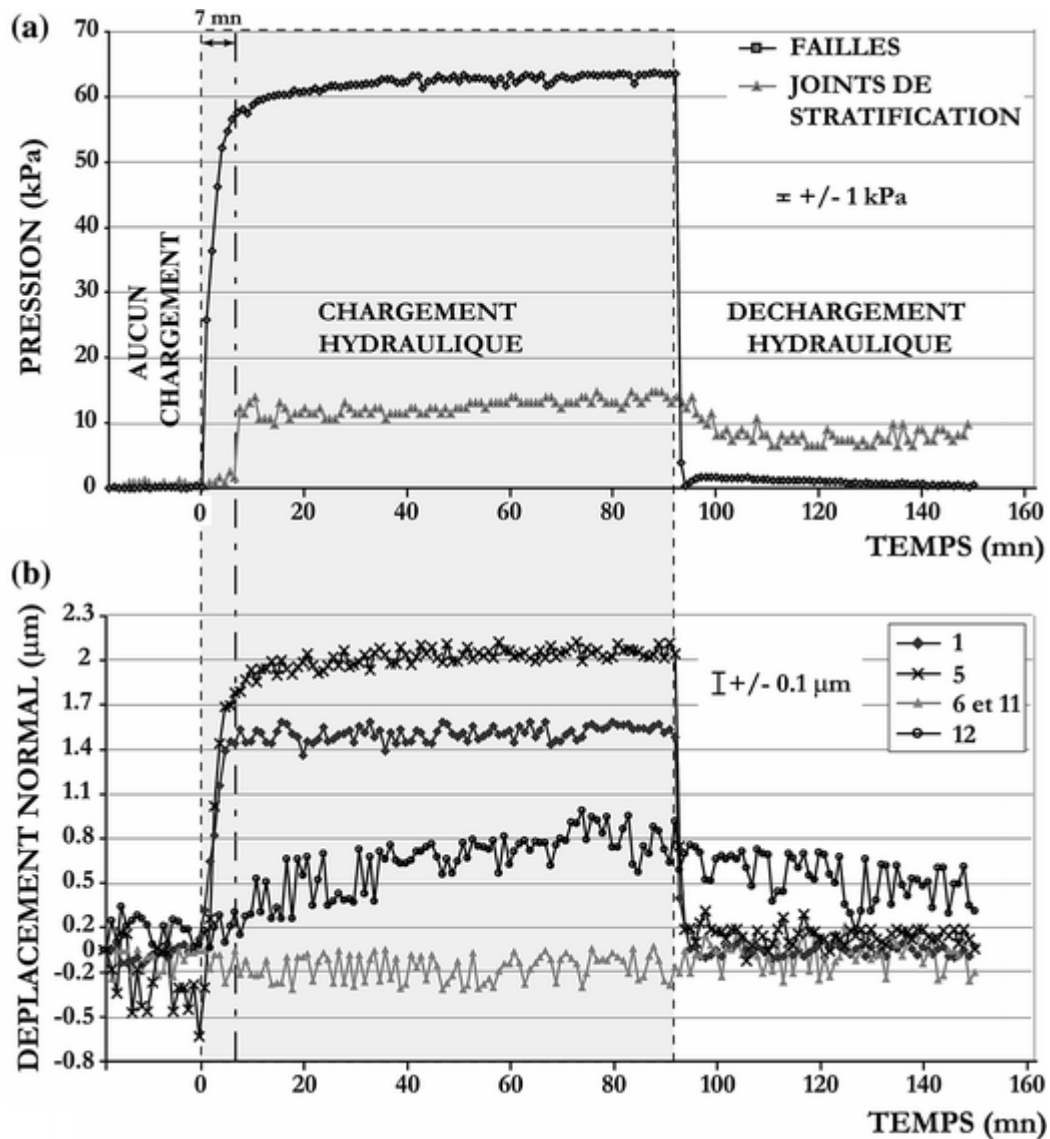 (a)
7 mn
70
60
50
40
30
20
10
0
PRESSION (kPa)
FAILLES
JOINTS DE
STRATIFICATION
+/- 1 kPa
AUCUN
CHARGEMENT
CHARGEMENT
HYDRAULIQUE
DECHARGEMENT
HYDRAULIQUE
0 20 40 60 80 100 120 140 160
TEMPS (mn)
(b)
2.3
2
1.7
1.4
1.1
0.8
0.5
0.2
0
-0.2
-0.5
-0.8
DEPLACEMENT NORMAL (µm)
1
5
6 et 11
12
+/- 0.1 µm
0 20 40 60 80 100 120 140 160
TEMPS (mn)